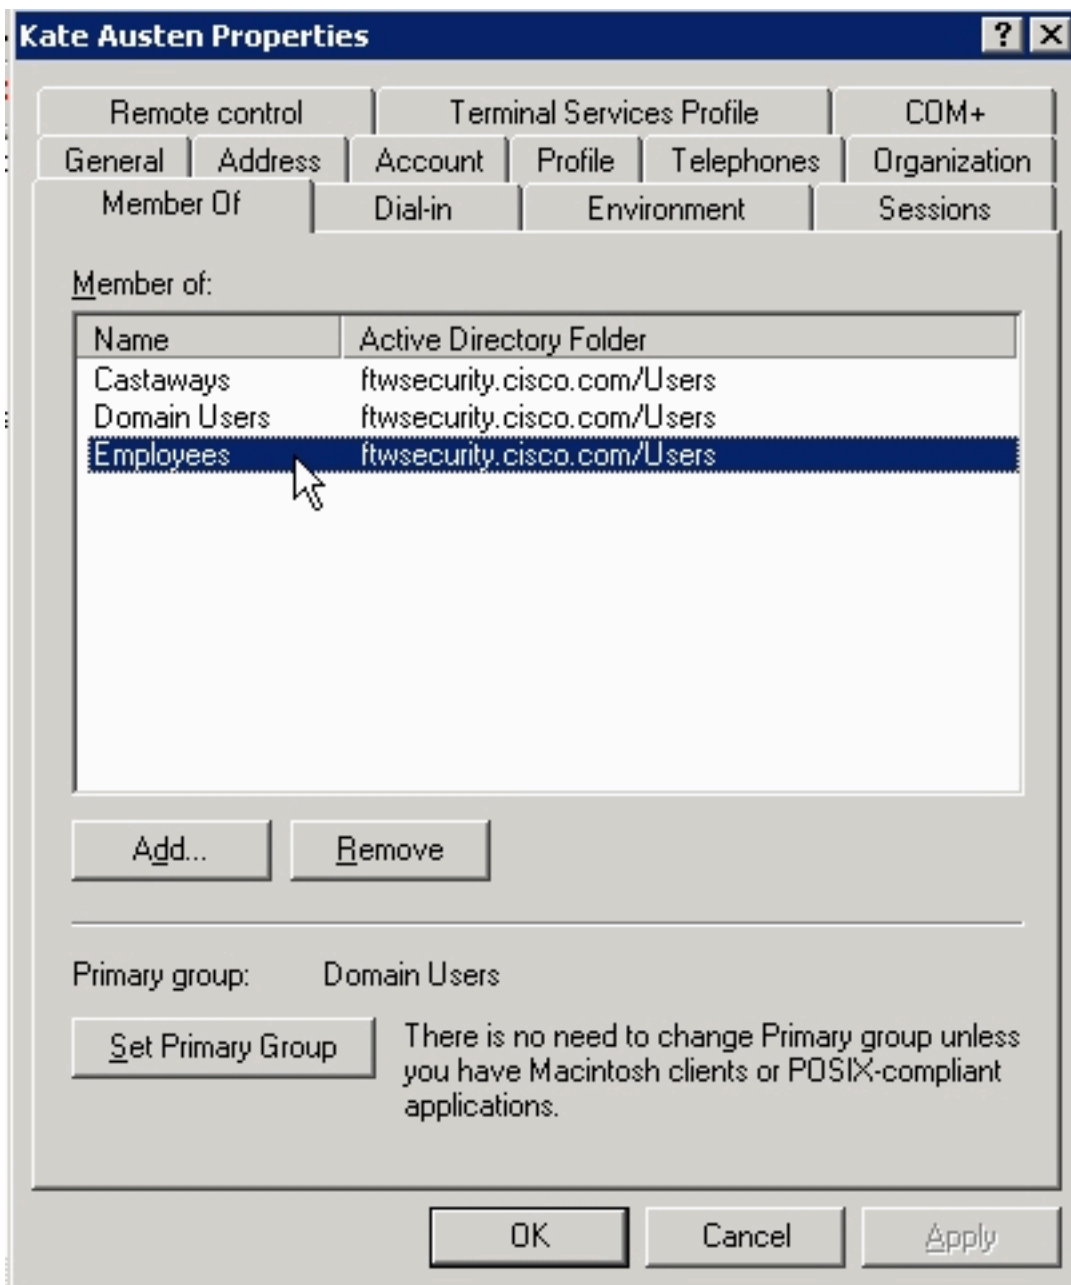 Kate Austen Properties
Remote control Terminal Services Profile COM+
General Address Account Profile Telephones Organization
Member Of Dial-in Environment Sessions
Member of:
Name Active Directory Folder
Castaways ftwsecurity.cisco.com/Users
Domain Users ftwsecurity.cisco.com/Users
Employees ftwsecurity.cisco.com/Users
Add... Remove
Primary group: Domain Users
Set Primary Group
There is no need to change Primary group unless
you have Macintosh clients or POSIX-compliant
applications.
OK Cancel Apply